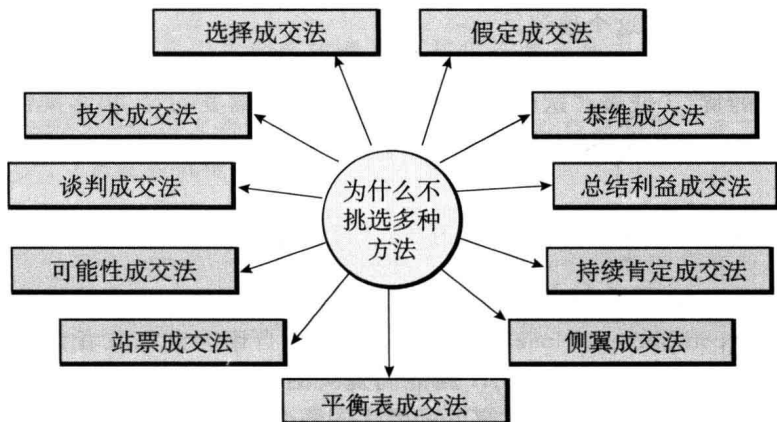 选择成交法
假定成交法
技术成交法
恭维成交法
谈判成交法
总结利益成交法
为什么不
挑选多种
方法
可能性成交法
持续肯定成交法
站票成交法
侧翼成交法
平衡表成交法